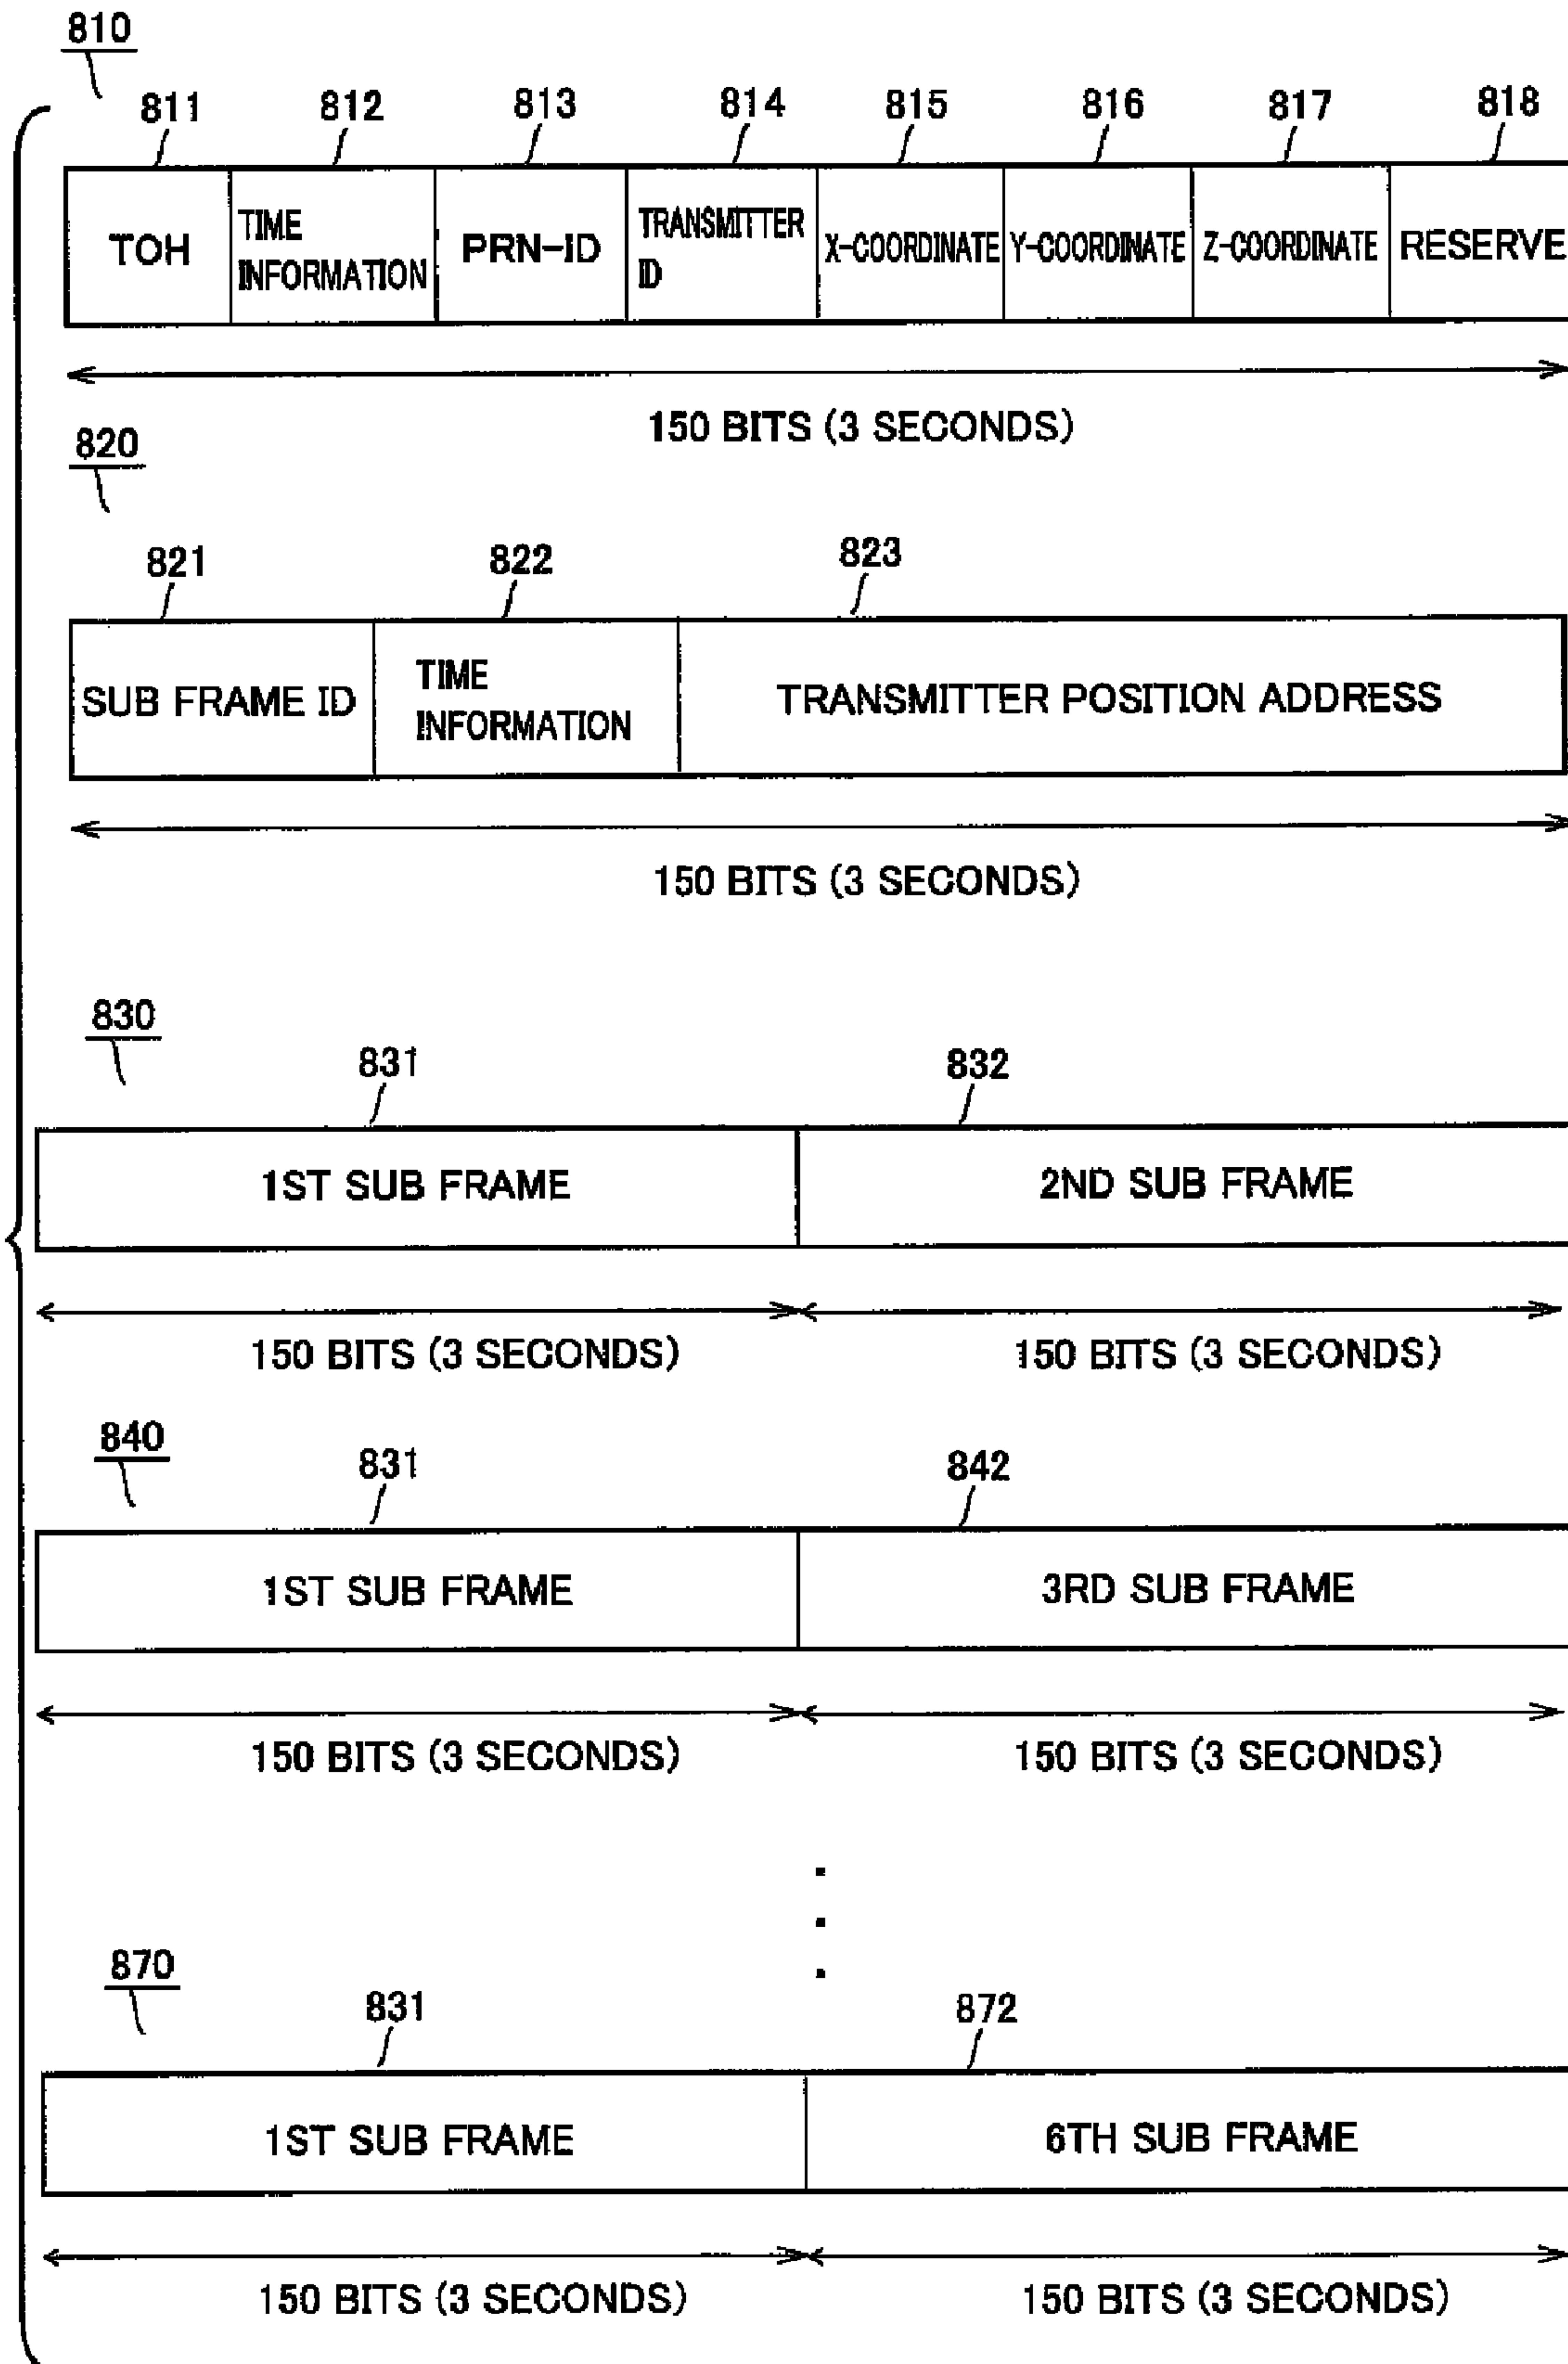 810
811 812 813 814 815 816 817 818
TOH
TIME
INFORMATION
PRN-ID
TRANSMITTER
ID
X-COORDINATE
Y-COORDINATE
Z-COORDINATE
RESERVE
150 BITS (3 SECONDS)
820
821 822 823
SUB FRAME ID
TIME
INFORMATION
TRANSMITTER POSITION ADDRESS
150 BITS (3 SECONDS)
830
831 832
1ST SUB FRAME 2ND SUB FRAME
150 BITS (3 SECONDS) 150 BITS (3 SECONDS)
840
831 842
1ST SUB FRAME 3RD SUB FRAME
150 BITS (3 SECONDS) 150 BITS (3 SECONDS)
870
831 872
1ST SUB FRAME 6TH SUB FRAME
150 BITS (3 SECONDS) 150 BITS (3 SECONDS)